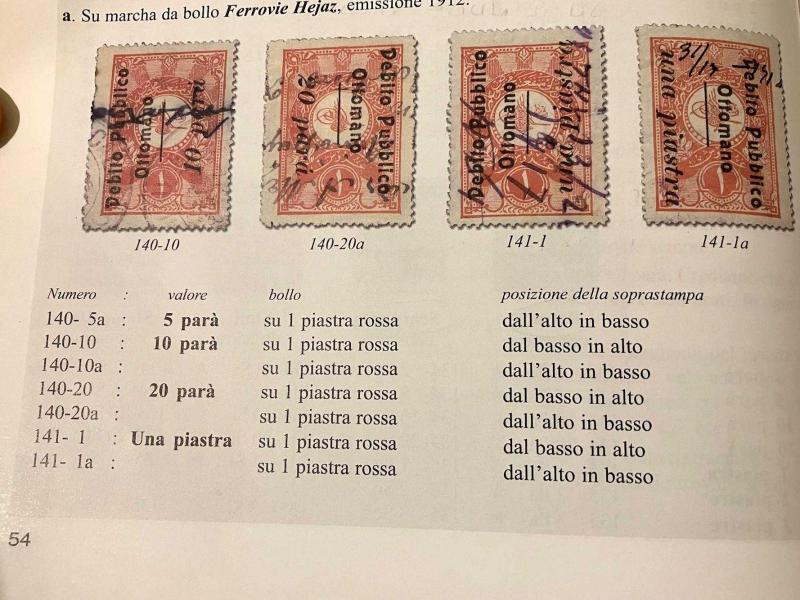 a. Su marcha da bollo Ferrovie Hejaz, emissione 1912.
Debito Pubblico
Ottomano
10 parà
Debito Pubblico
Ottomano
20 parà
Debito Pubblico
Ottomano
una piastra
Debito Pubblico
Ottomano
una piastra
140-10 140-20a 141-1 141-1a
Numero : valore bollo posizione della soprastampa
140- 5a : 5 parà su 1 piastra rossa dall'alto in basso
140-10 : 10 parà su 1 piastra rossa dal basso in alto
140-10a : su 1 piastra rossa dall'alto in basso
140-20 : 20 parà su 1 piastra rossa dal basso in alto
140-20a : su 1 piastra rossa dall'alto in basso
141- 1 : Una piastra su 1 piastra rossa dal basso in alto
141- 1a : su 1 piastra rossa dall'alto in basso
54